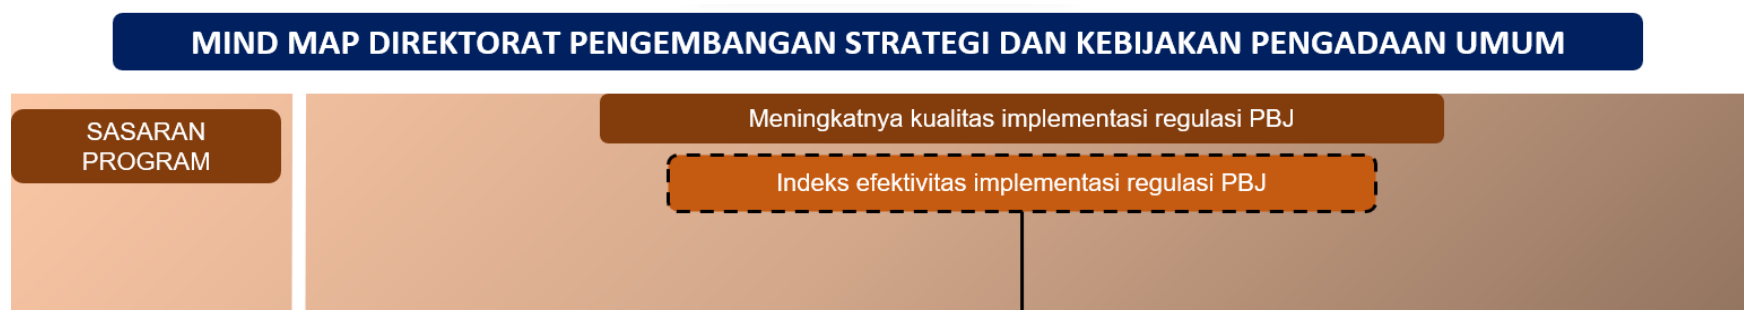 MIND MAP DIREKTORAT PENGEMBANGAN STRATEGI DAN KEBIJAKAN PENGADAAN UMUM
SASARAN
PROGRAM
Meningkatnya kualitas implementasi regulasi PBJ
Indeks efektivitas implementasi regulasi PBJ